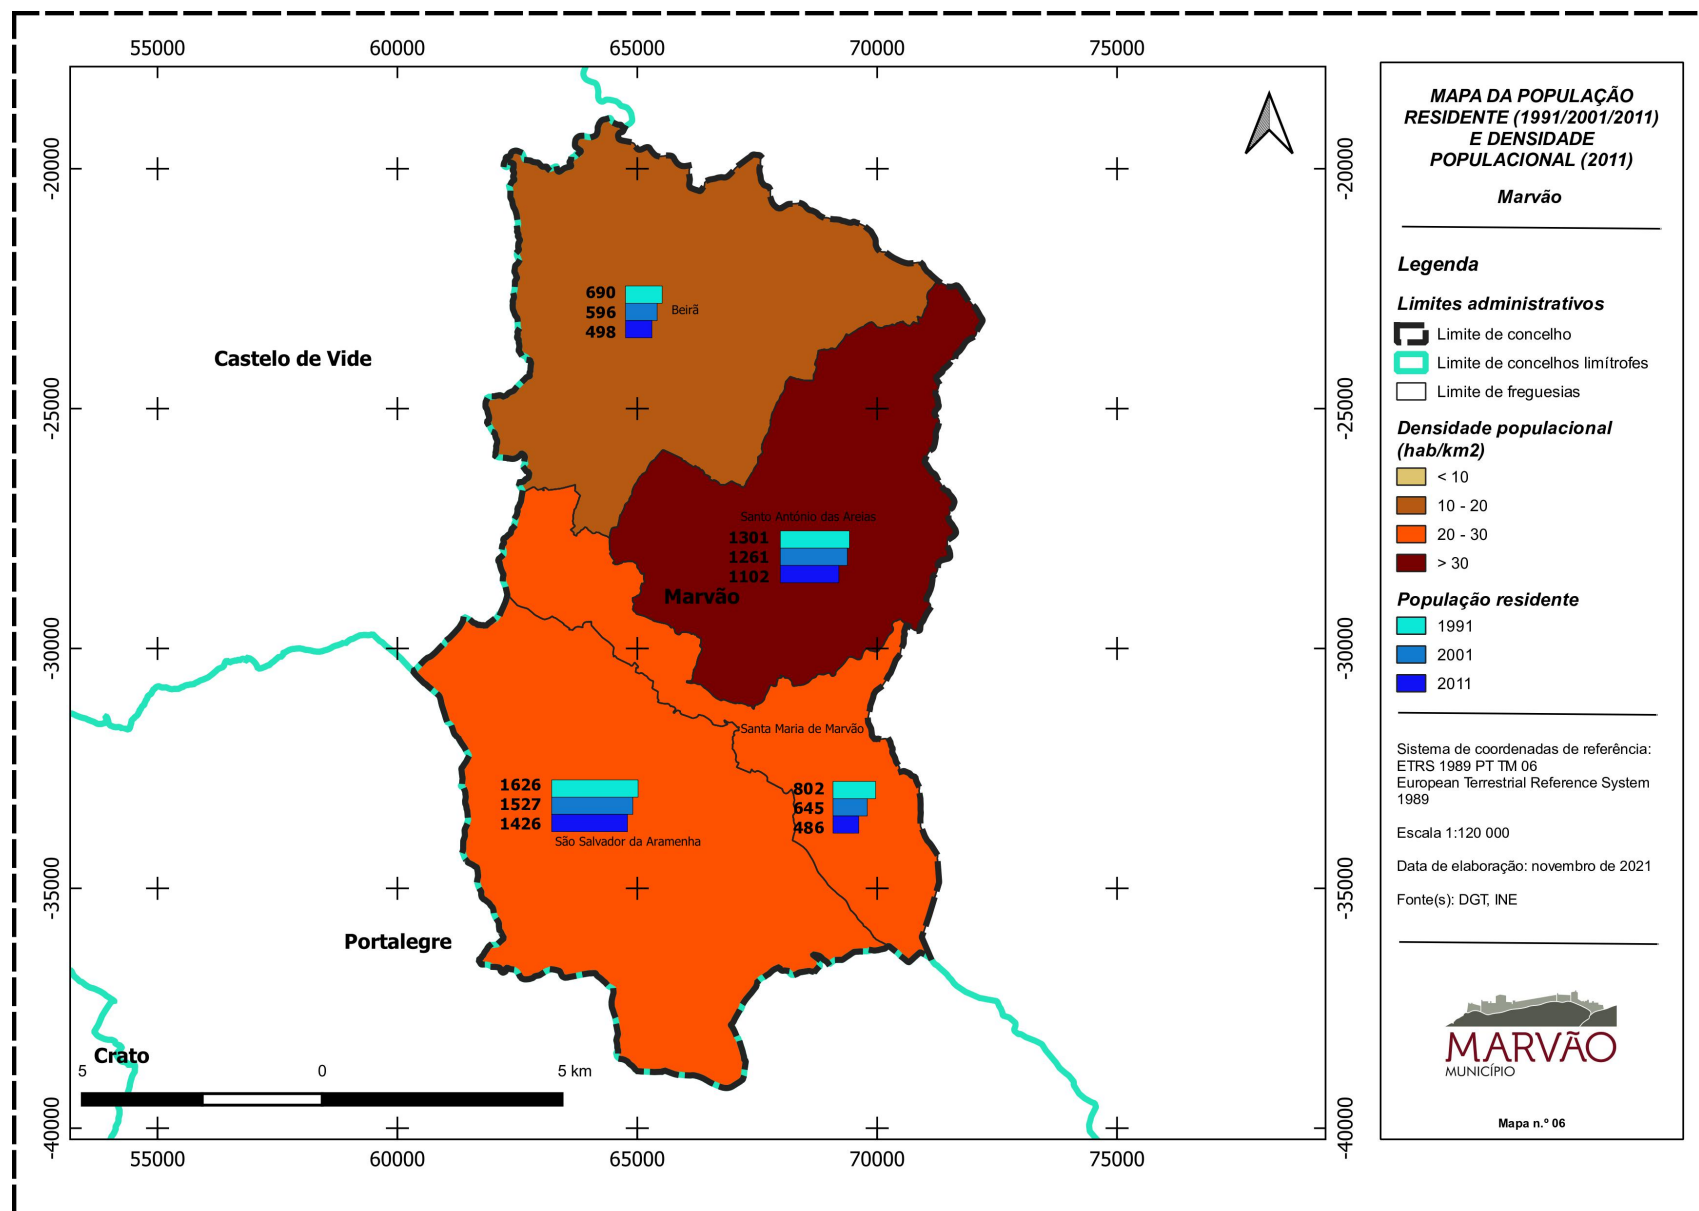 55000 60000 65000 70000 75000
-20000 -20000
-25000 -25000
-30000 -30000
-35000 -35000
-40000 -40000
690
596
498
Beirã
Castelo de Vide
Santo António das Areias
1301
1261
1102
Marvão
Santa Maria de Marvão
1626
1527
1426
São Salvador da Aramenha
802
645
486
Portalegre
Crato
5 0 5 km
55000 60000 65000 70000 75000
MAPA DA POPULAÇÃO
RESIDENTE (1991/2001/2011)
E DENSIDADE
POPULACIONAL (2011)
Marvão
Legenda
Limites administrativos
Limite de concelho
Limite de concelhos limítrofes
Limite de freguesias
Densidade populacional
(hab/km2)
< 10
10 - 20
20 - 30
> 30
População residente
1991
2001
2011
Sistema de coordenadas de referência:
ETRS 1989 PT TM 06
European Terrestrial Reference System
1989
Escala 1:120 000
Data de elaboração: novembro de 2021
Fonte(s): DGT, INE
MARVÃO
MUNICÍPIO
Mapa n.º 06